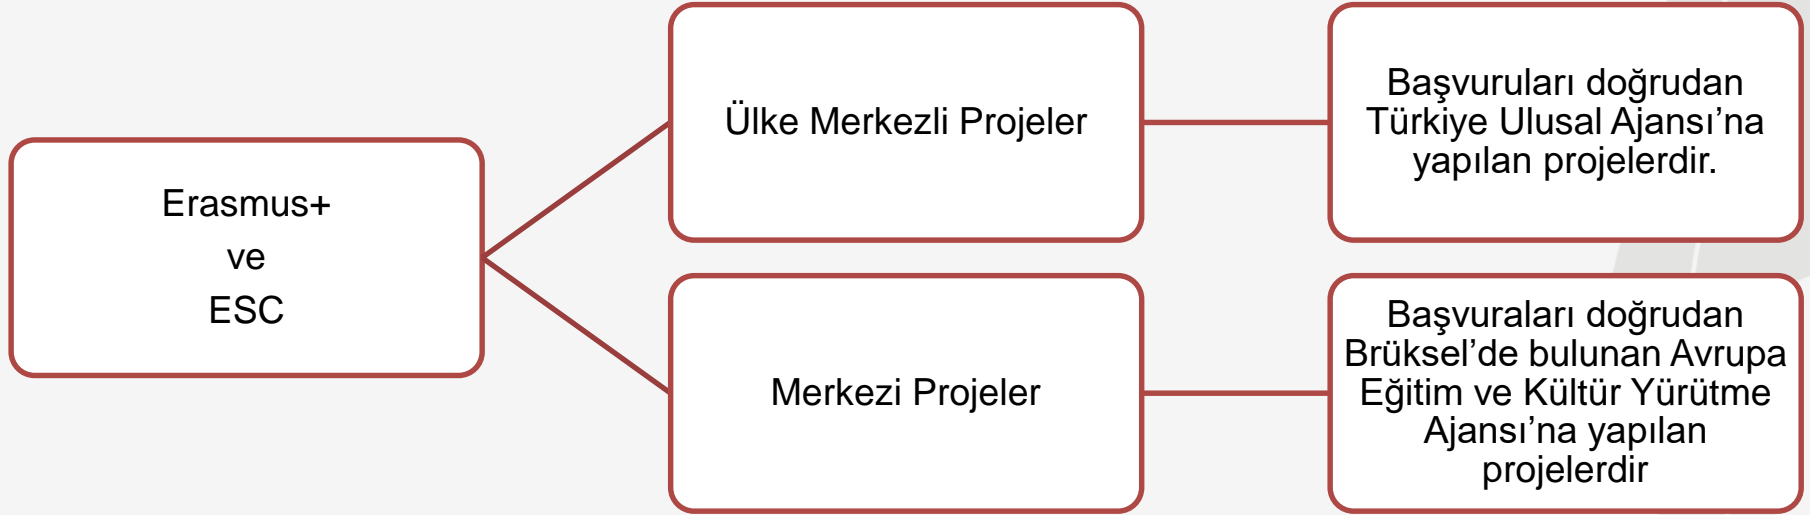 Erasmus+
ve
ESC
Ülke Merkezli Projeler
Başvuruları doğrudan
Türkiye Ulusal Ajansı’na
yapılan projelerdir.
Merkezi Projeler
Başvuraları doğrudan
Brüksel’de bulunan Avrupa
Eğitim ve Kültür Yürütme
Ajansı’na yapılan
projelerdir